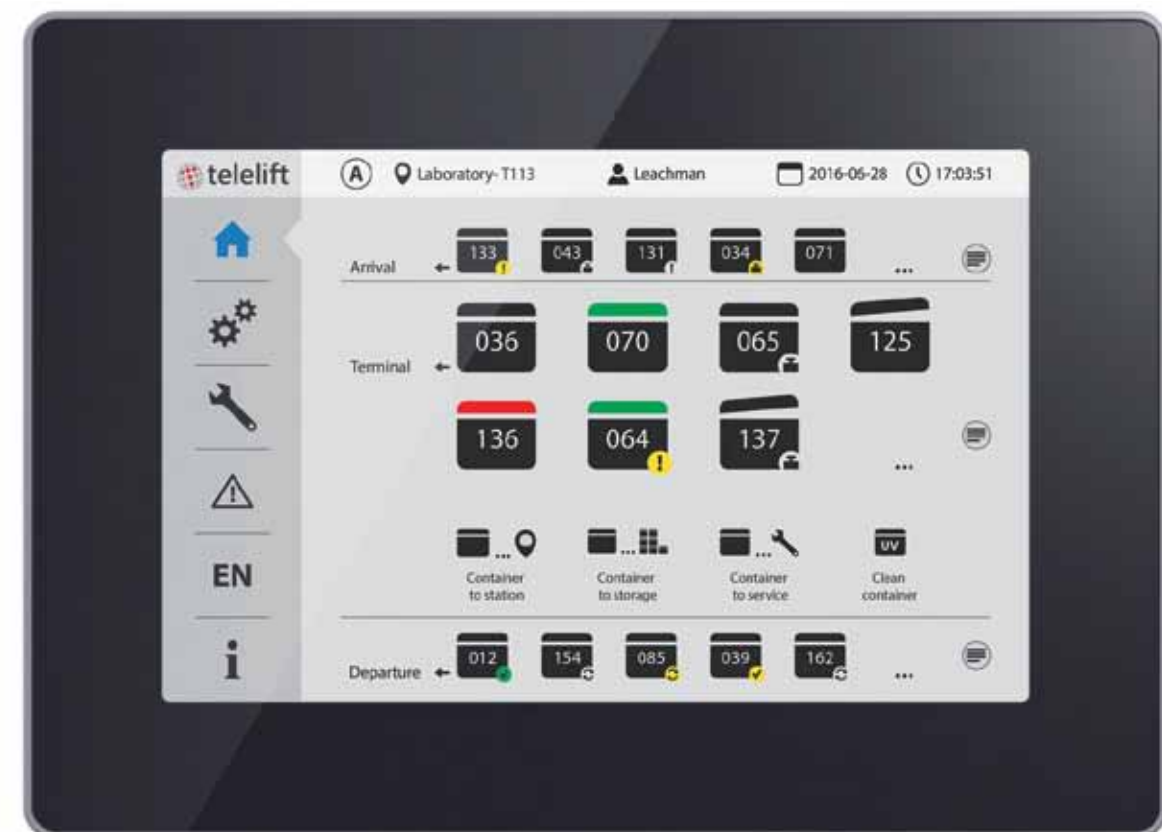 telelift
A Laboratory- T113 Leachman 2016-06-28 17:03:51
Arrival 133 ! 043 131 ! 034 071 ...
Terminal 036 070 065 125
136 064 ! 137 ...
Container to station
Container to storage
Container to service
UV
Clean container
Departure 012 154 085 039 162 ...
EN
i